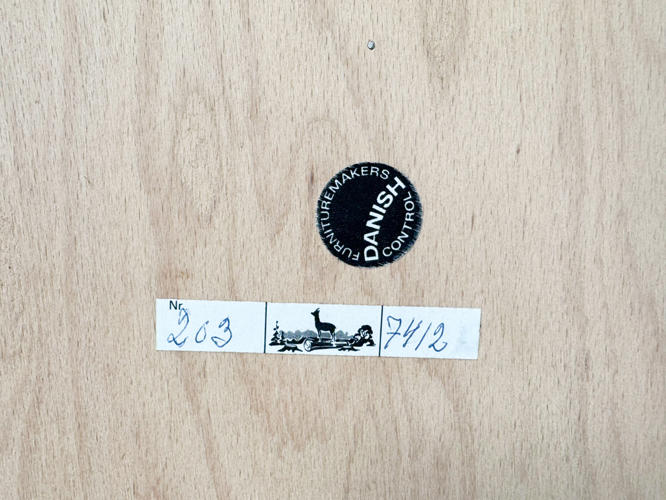 FURNITUREMAKERS
DANISH
CONTROL
Nr.
203 7412